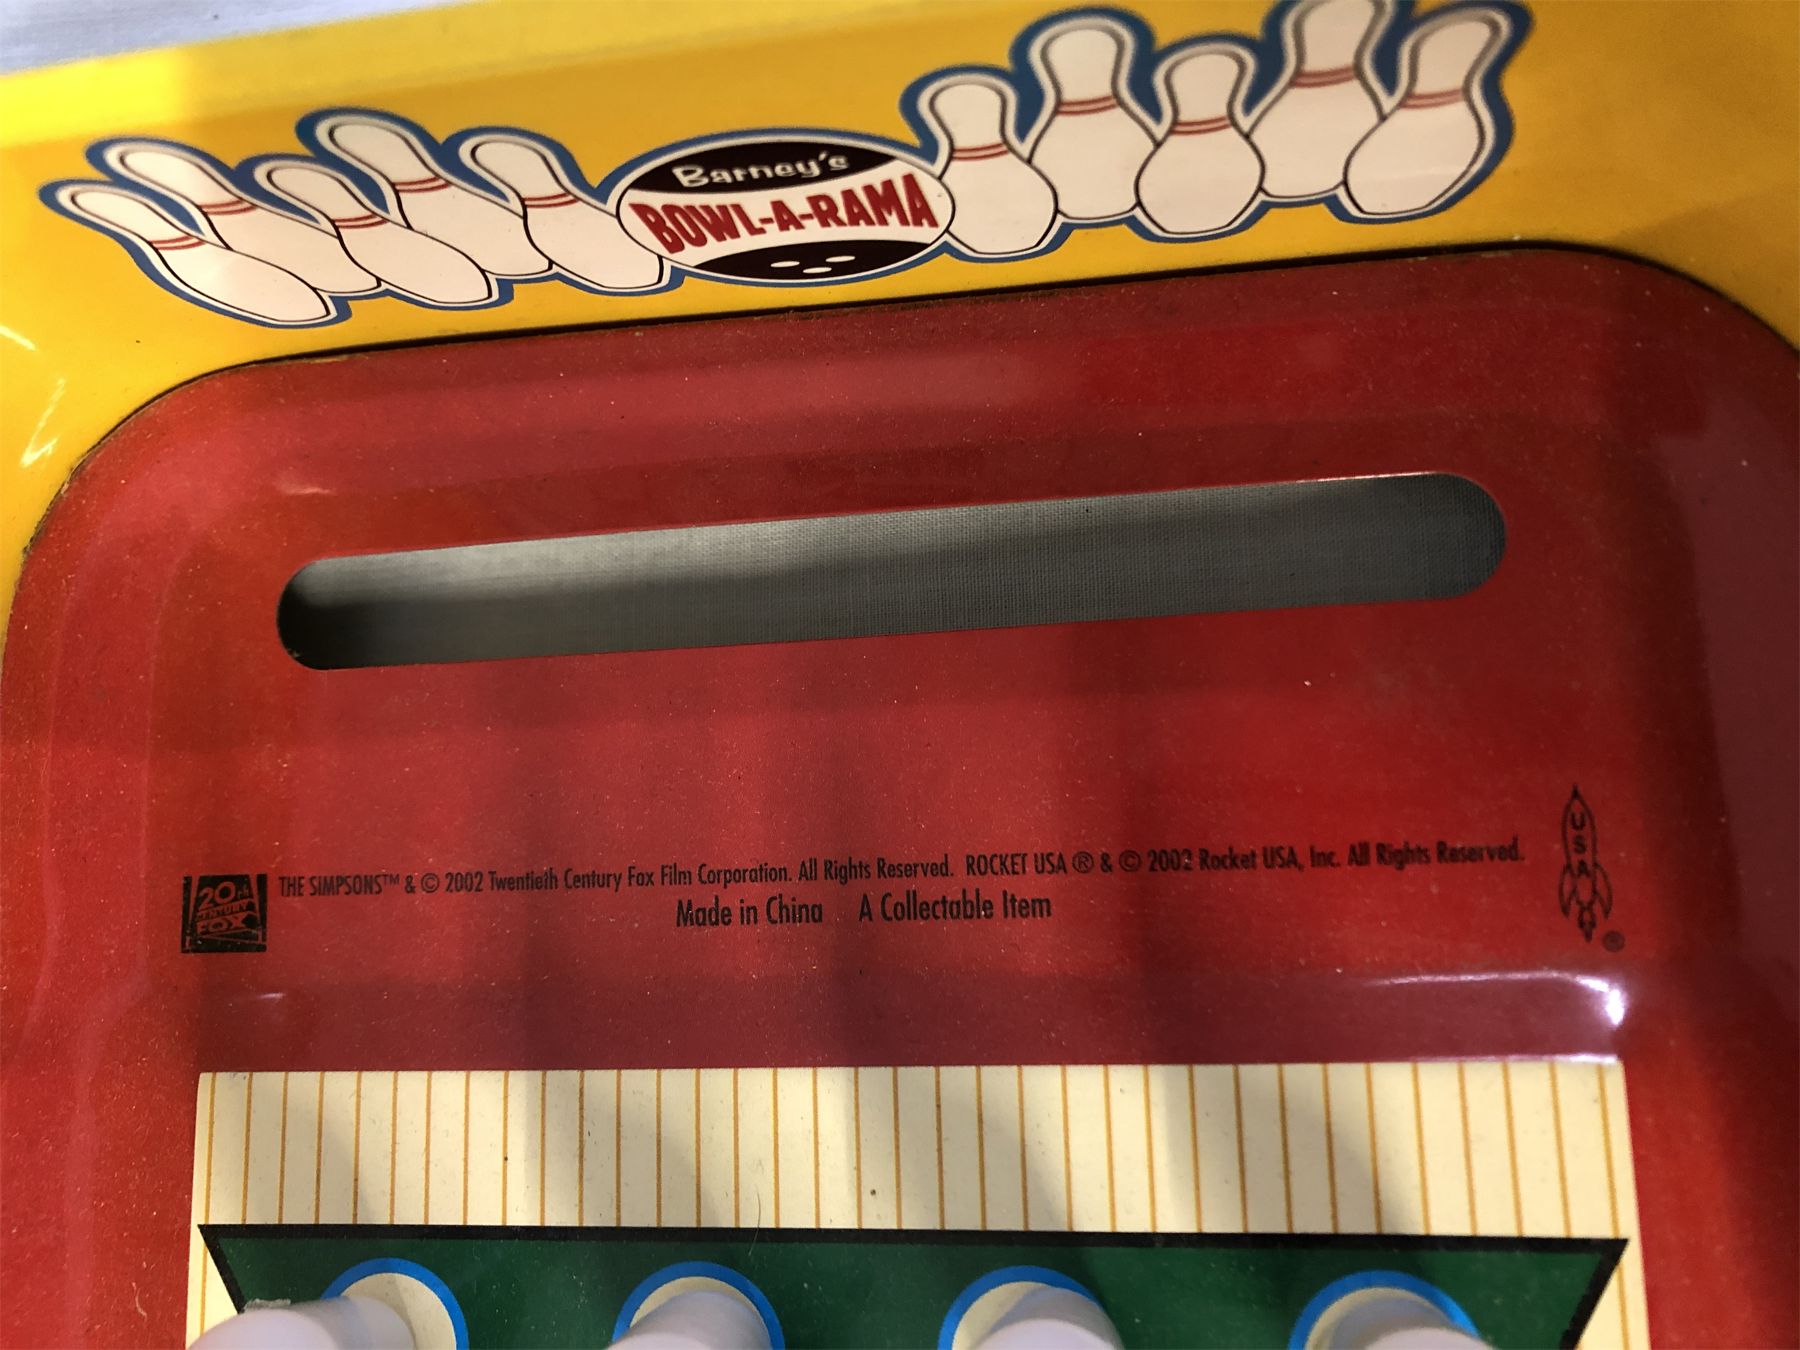 Barney's
BOWL-A-RAMA
USA
20th
CENTURY
FOX
THE SIMPSONS™ & © 2002 Twentieth Century Fox Film Corporation. All Rights Reserved. ROCKET USA ® & © 2002 Rocket USA, Inc. All Rights Reserved.
Made in China A Collectable Item
®